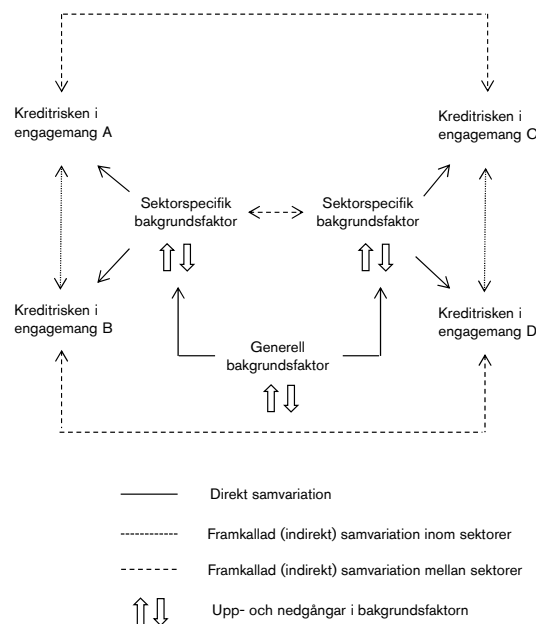 Kreditrisken i
engagemang A
Kreditrisken i
engagemang C
Sektorspecifik
bakgrundsfaktor
Sektorspecifik
bakgrundsfaktor
Kreditrisken i
engagemang B
Kreditrisken i
engagemang D
Generell
bakgrundsfaktor
Direkt samvariation
Framkallad (indirekt) samvariation inom sektorer
Framkallad (indirekt) samvariation mellan sektorer
Upp- och nedgångar i bakgrundsfaktorn